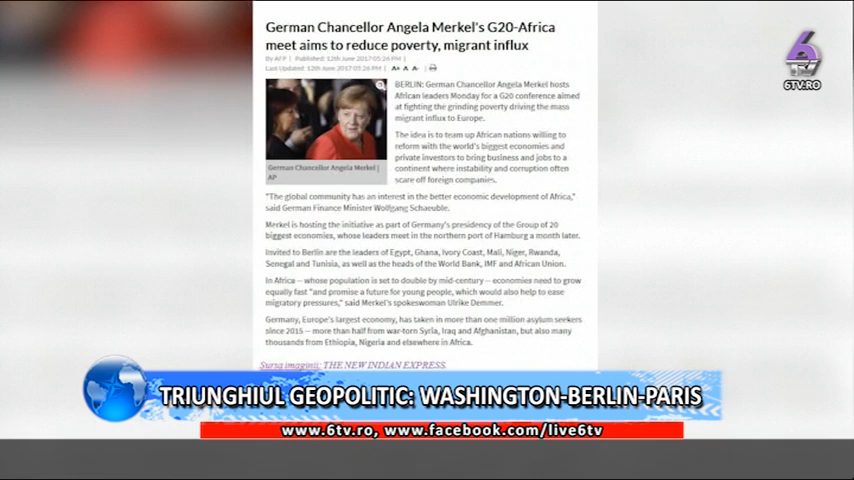 German Chancellor Angela Merkel's G20-Africa
meet aims to reduce poverty, migrant influx
By AFP | Published: 12th June 2017 05:26 PM |
Last Updated: 12th June 2017 05:26 PM | A+ A A-
BERLIN: German Chancellor Angela Merkel hosts
African leaders Monday for a G20 conference aimed
at fighting the grinding poverty driving the mass
migrant influx to Europe.
The idea is to team up African nations willing to
reform with the world's biggest economies and
private investors to bring business and jobs to a
continent where instability and corruption often
scare off foreign companies.
German Chancellor Angela Merkel |
AP
"The global community has an interest in the better economic development of Africa,"
said German Finance Minister Wolfgang Schaeuble.
Merkel is hosting the initiative as part of Germany's presidency of the Group of 20
biggest economies, whose leaders meet in the northern port of Hamburg a month later.
Invited to Berlin are the leaders of Egypt, Ghana, Ivory Coast, Mali, Niger, Rwanda,
Senegal and Tunisia, as well as the heads of the World Bank, IMF and African Union.
In Africa -- whose population is set to double by mid-century -- economies need to grow
equally fast "and promise a future for young people, which would also help to ease
migratory pressures," said Merkel's spokeswoman Ulrike Demmer.
Germany, Europe's largest economy, has taken in more than one million asylum seekers
since 2015 -- more than half from war-torn Syria, Iraq and Afghanistan, but also many
thousands from Ethiopia, Nigeria and elsewhere in Africa.
Sursa imaginii: THE NEW INDIAN EXPRESS
6
TV
6TV.RO
TRIUNGHIUL GEOPOLITIC: WASHINGTON-BERLIN-PARIS
www.6tv.ro, www.facebook.com/live6tv